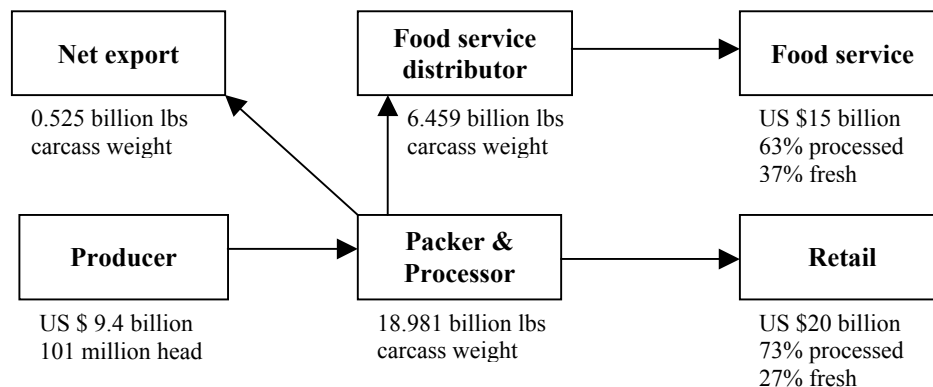 Net export
0.525 billion lbs
carcass weight
Food service
distributor
6.459 billion lbs
carcass weight
Food service
US $15 billion
63% processed
37% fresh
Producer
US $ 9.4 billion
101 million head
Packer &
Processor
18.981 billion lbs
carcass weight
Retail
US $20 billion
73% processed
27% fresh